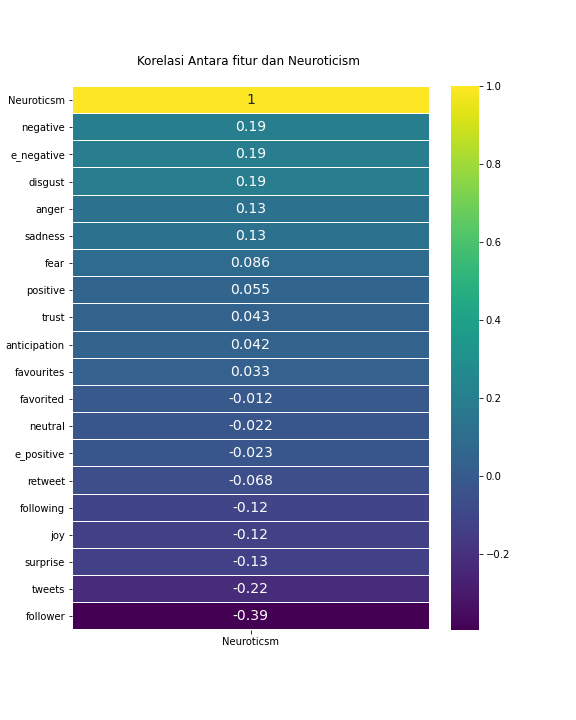 Korelasi Antara fitur dan Neuroticism
Neuroticsm 1
negative 0.19
e_negative 0.19
disgust 0.19
anger 0.13
sadness 0.13
fear 0.086
positive 0.055
trust 0.043
anticipation 0.042
favourites 0.033
favorited -0.012
neutral -0.022
e_positive -0.023
retweet -0.068
following -0.12
joy -0.12
surprise -0.13
tweets -0.22
follower -0.39
Neuroticsm
1.0
0.8
0.6
0.4
0.2
0.0
−0.2